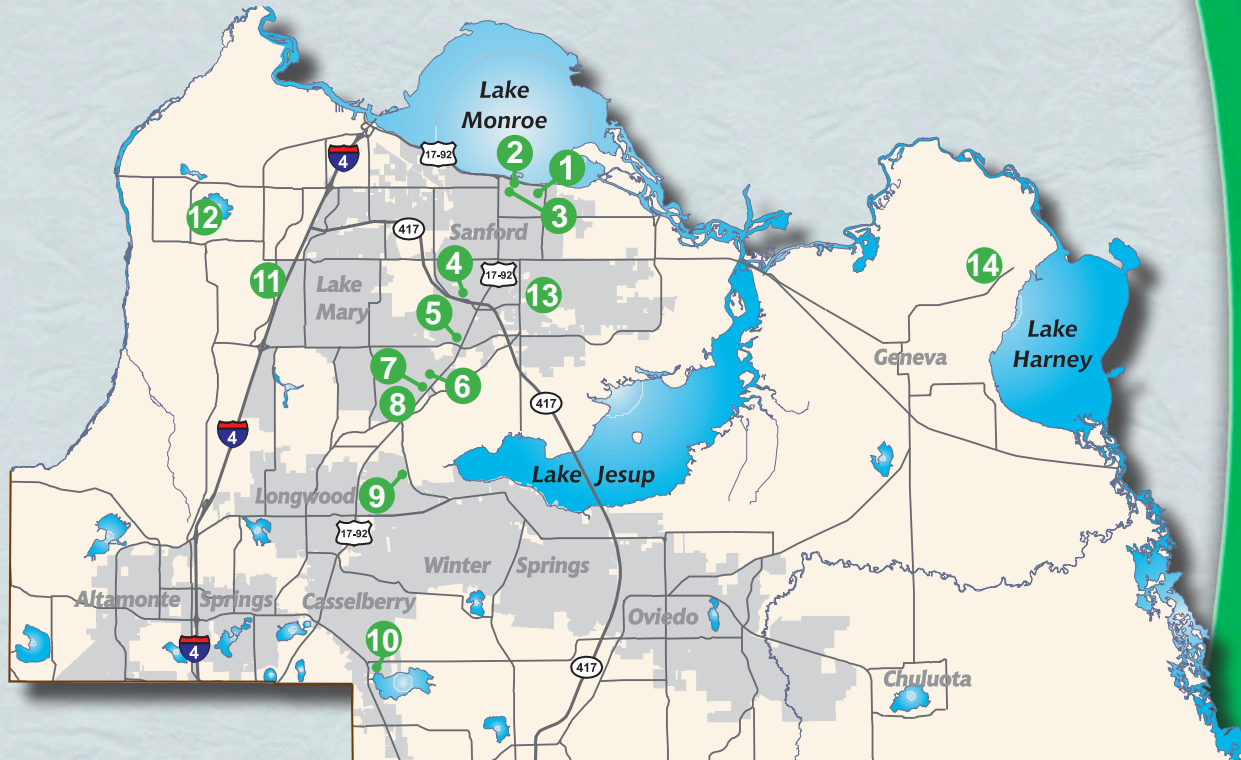 Lake
Monroe
17-92
4
2
1
3
12
417
Sanford
4
17-92
11
Lake
Mary
13
14
5
Lake
Harney
Geneva
7
6
8
417
4
Lake Jesup
Longwood
9
17-92
Winter Springs
Altamonte Springs
Casselberry
Oviedo
10
4
417
Chuluota